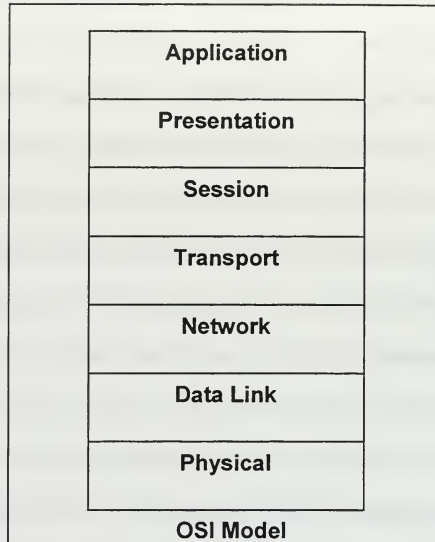 Application
Presentation
Session
Transport
Network
Data Link
Physical
OSI Model